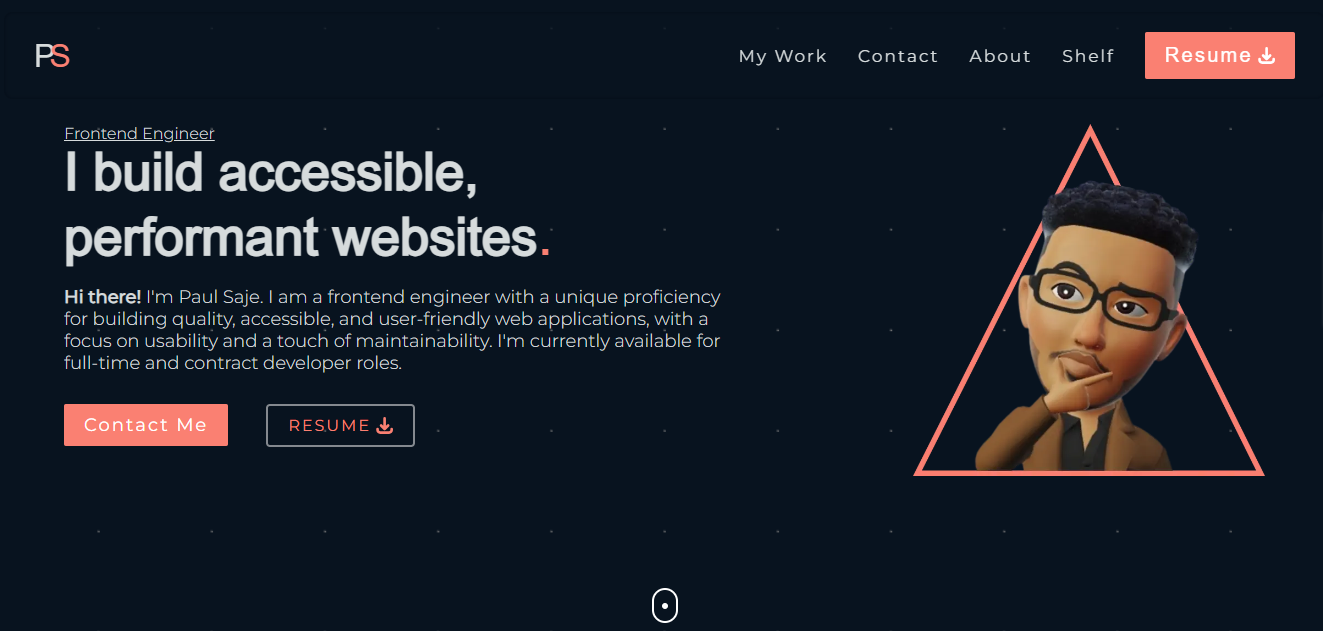 PS
My Work Contact About Shelf Resume
Frontend Engineer
I build accessible,
performant websites.
Hi there! I'm Paul Saje. I am a frontend engineer with a unique proficiency
for building quality, accessible, and user-friendly web applications, with a
focus on usability and a touch of maintainability. I'm currently available for
full-time and contract developer roles.
Contact Me RESUME